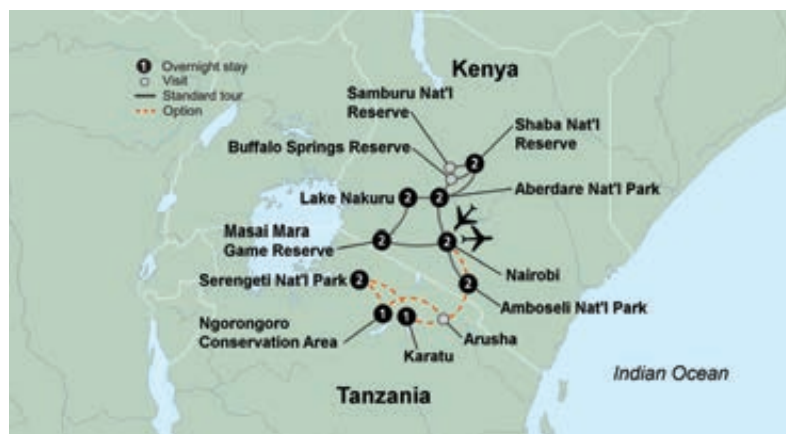 1 Overnight stay
Visit
Standard tour
Option
Kenya
Samburu Nat'l
Reserve
Shaba Nat'l
Reserve
Buffalo Springs Reserve
2
Lake Nakuru
2
2
Aberdare Nat'l Park
Masai Mara
Game Reserve
2
2
Nairobi
Serengeti Nat'l Park
2
2
Amboseli Nat'l Park
Ngorongoro
Conservation Area
1
1
Karatu
Arusha
Tanzania
Indian Ocean